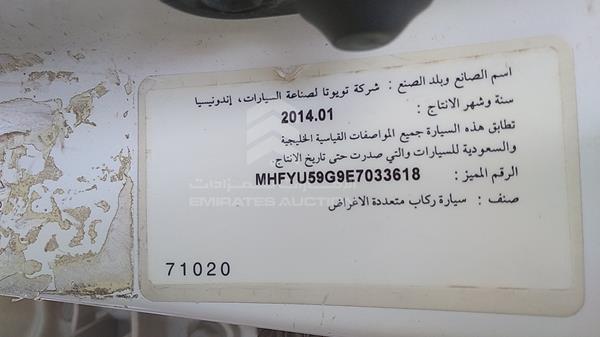 اسم الصانع وبلد الصنع : شركة تويوتا لصناعة السيارات، إندونيسيا
سنة وشهر الانتاج : 2014.01
تطابق هذه السيارة جميع المواصفات القياسية الخليجية
والسعودية للسيارات والتي صدرت حتى تاريخ الانتاج.
الرقم المميز : MHFYU59G9E7033618
صنف : سيارة ركاب متعددة الاغراض
71020
الإمارات للمزادات
EMIRATES AUCTION